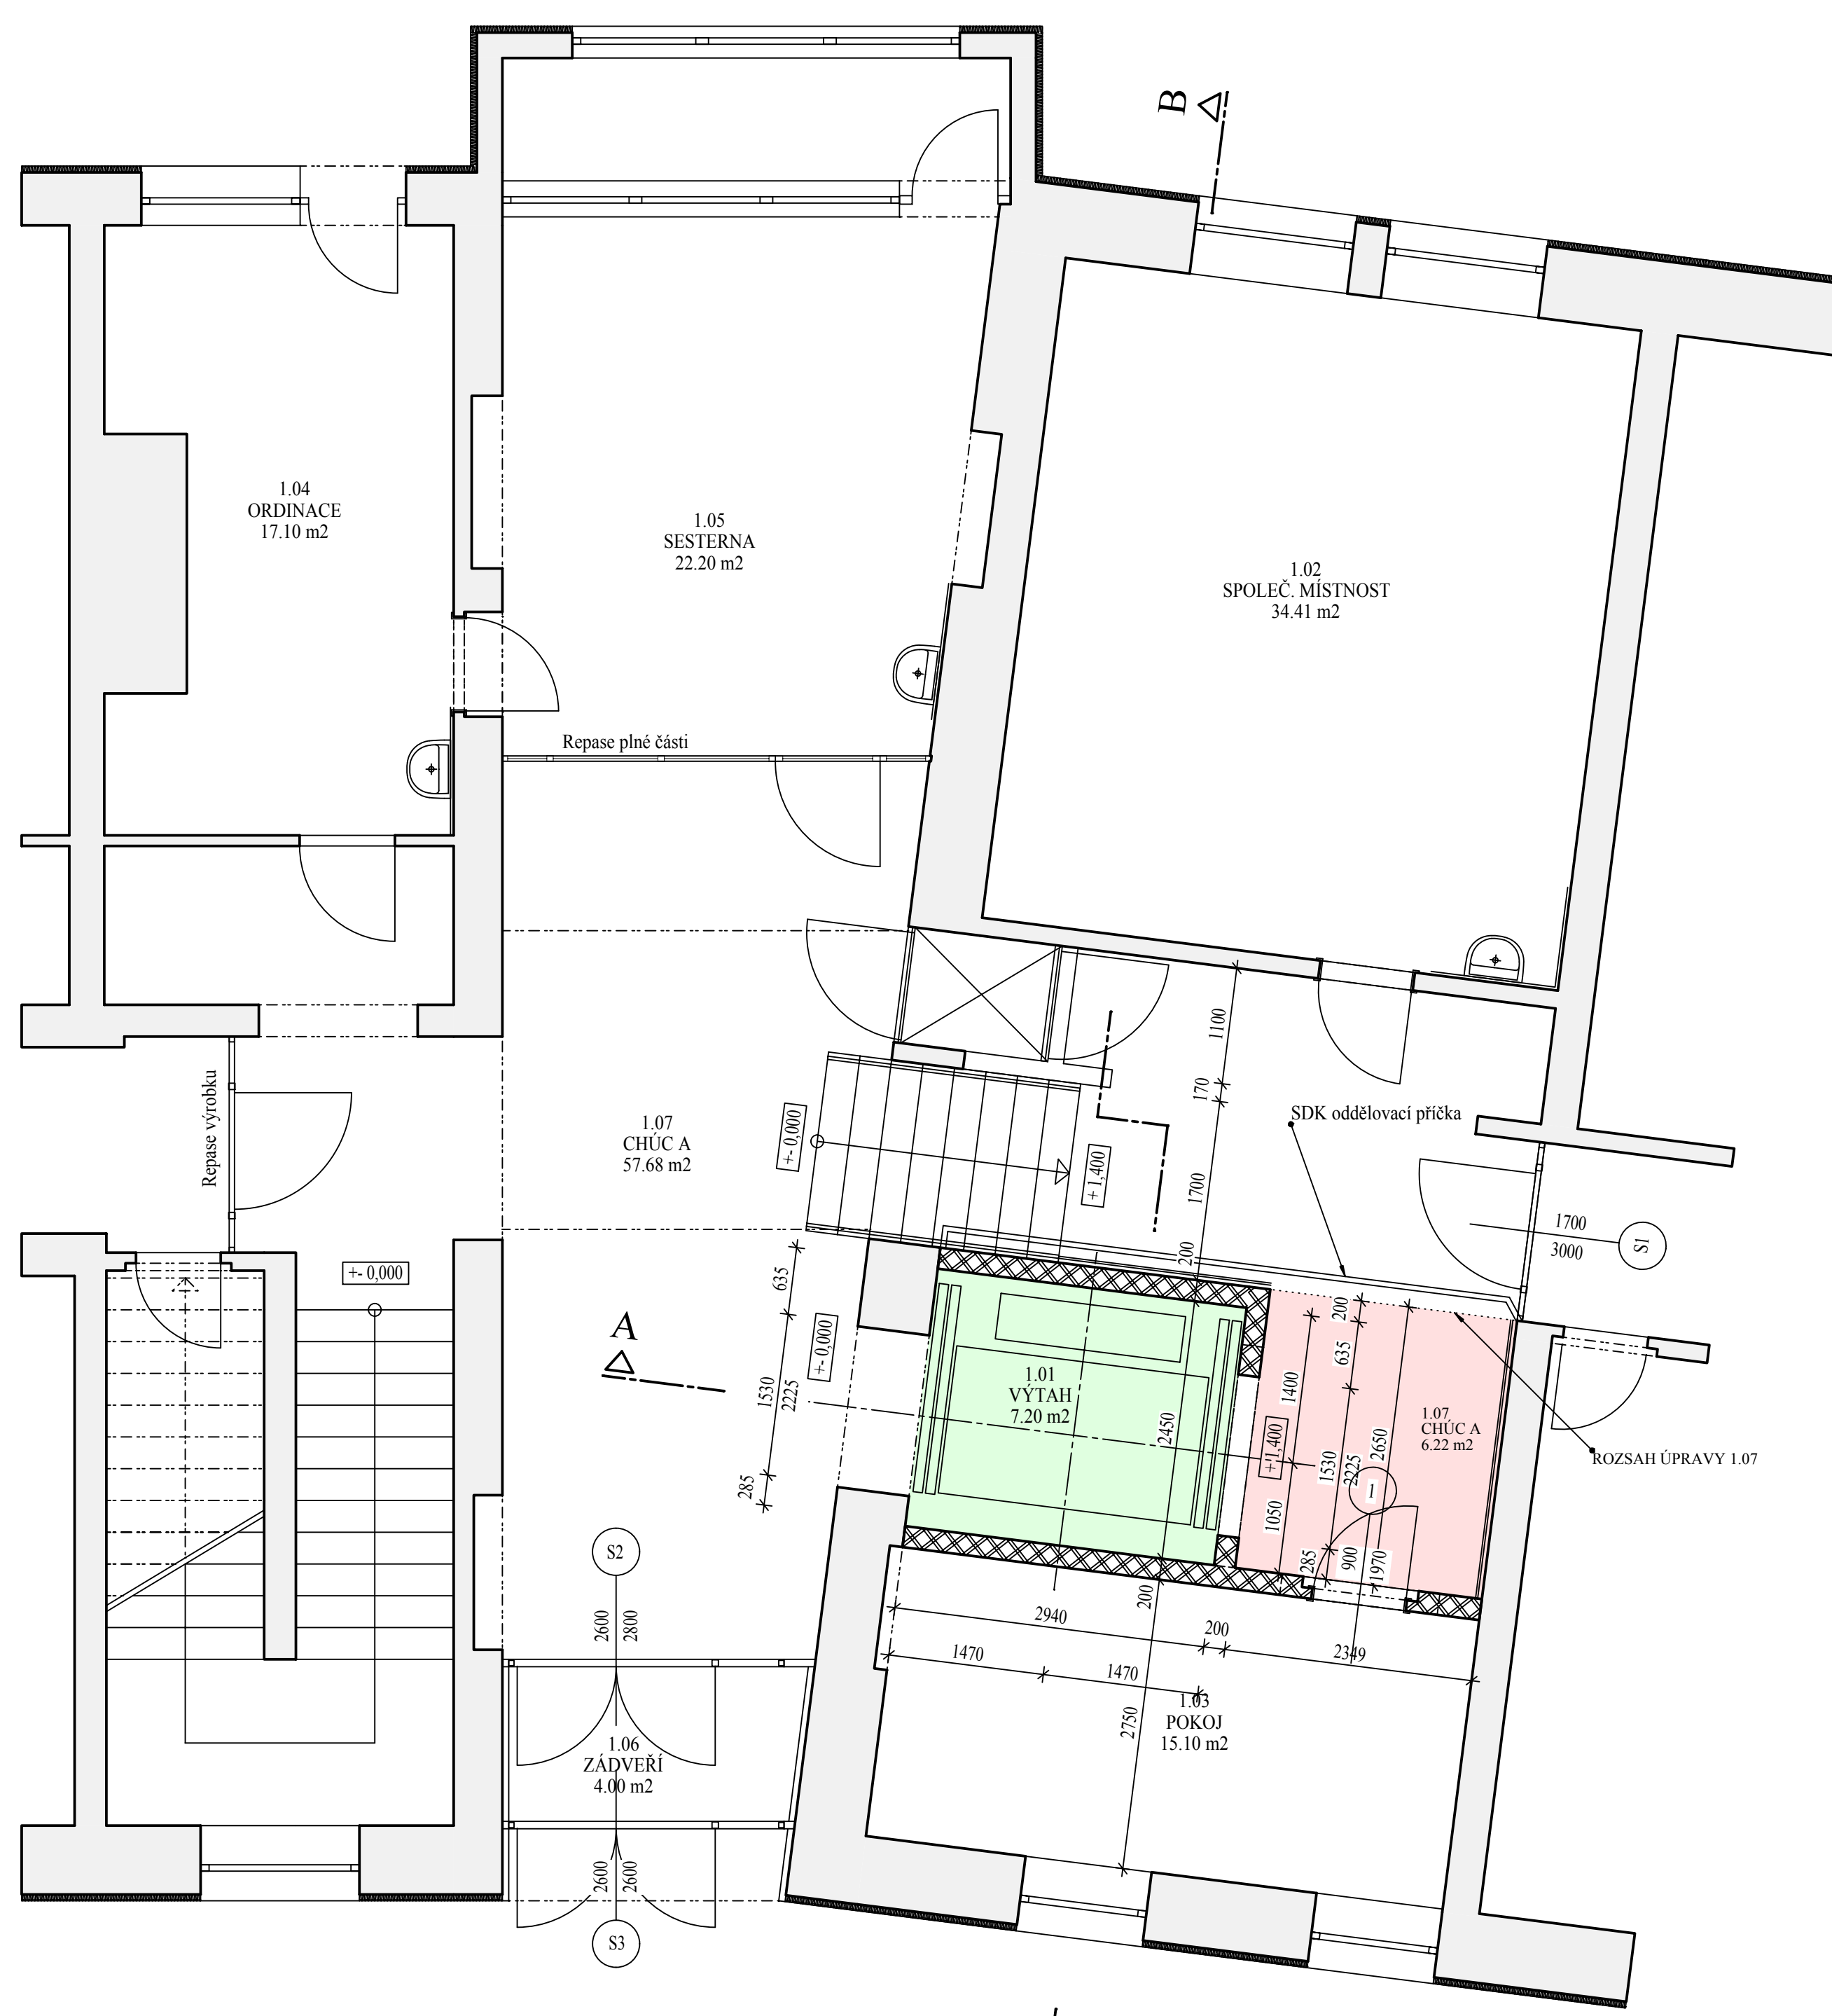 B
1.04
ORDINACE
17.10 m2
1.05
SESTERNA
22.20 m2
1.02
SPOLEČ. MÍSTNOST
34.41 m2
Repase plné části
Repase výrobku
1.07
CHÚC A
57.68 m2
+- 0,000
+ 1,400
1100
170
1700
200
SDK oddělovací příčka
1700
3000
S1
+- 0,000
A
635
1530
2225
285
+- 0,000
1.01
VÝTAH
7.20 m2
2450
+ 1,400
1400
1050
200
635
1530
2225
285
2650
1
900
1970
1.07
CHÚC A
6.22 m2
ROZSAH ÚPRAVY 1.07
S2
2600
2800
200
2940
200
2349
1470
1470
2750
1.03
POKOJ
15.10 m2
1.06
ZÁDVEŘÍ
4.00 m2
2600
2600
S3